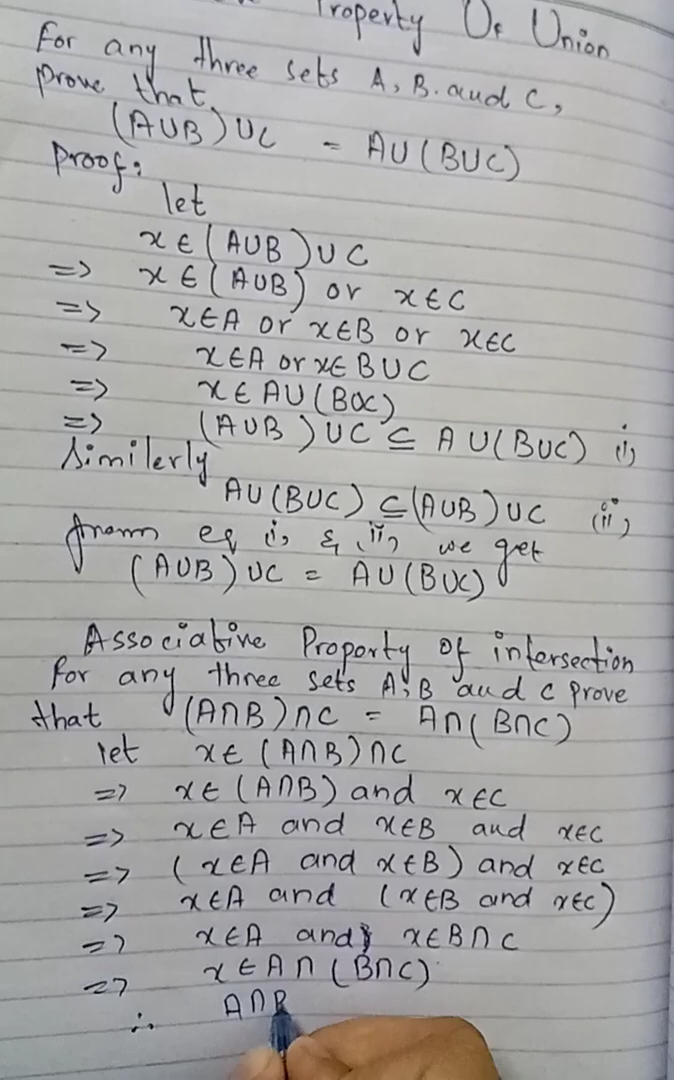 Property Of Union
For any three sets A, B. aud C,
prove that,
(AUB)UC = AU(BUC)
Proof:
let
x∈(AUB)UC
=> x∈(AUB) or x∈C
=> x∈A or x∈B or x∈C
=> x∈A or x∈BUC
=> x∈AU(BUC)
=> (AUB)UC⊆AU(BUC) i,
Similerly
AU(BUC)⊆(AUB)UC (ii,
from eq i, & ii, we get
(AUB)UC = AU(BUC)
Associative Property of intersection
for any three sets A,B aud C prove
that (A∩B)∩C = A∩(B∩C)
let x∈(A∩B)∩C
=> x∈(A∩B) and x∈C
=> x∈A and x∈B aud x∈C
=> (x∈A and x∈B) and x∈C
=> x∈A and (x∈B and x∈C)
=> x∈A and x∈B∩C
=> x∈A∩(B∩C)
∴ A∩B